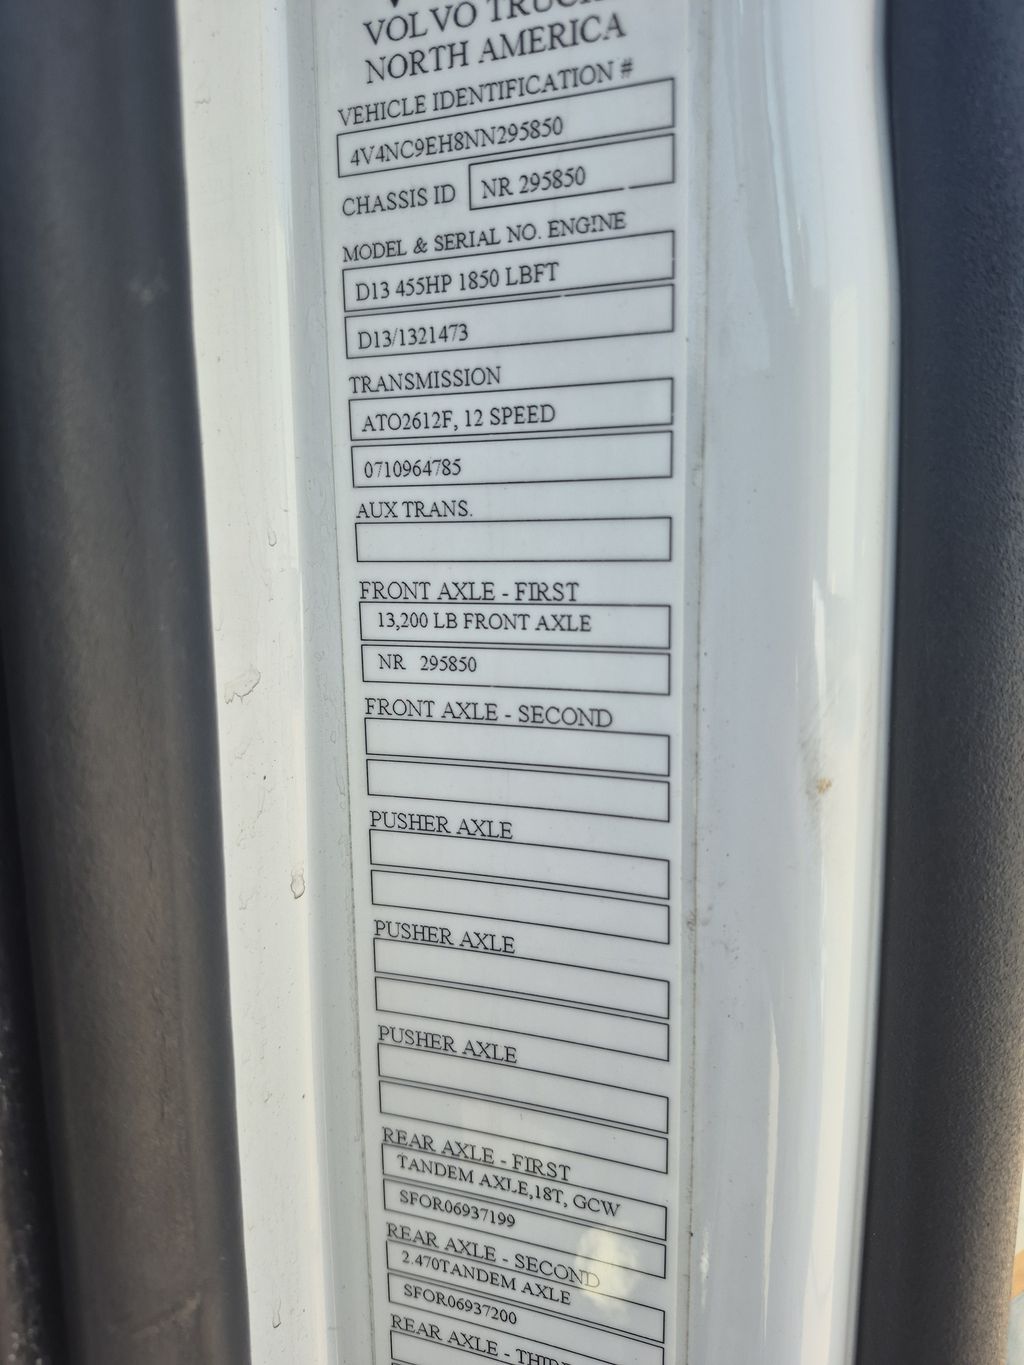 VOLVO TRUCKS
NORTH AMERICA
VEHICLE IDENTIFICATION #
4V4NC9EH8NN295850
CHASSIS ID NR 295850
MODEL & SERIAL NO. ENGINE
D13 455HP 1850 LBFT
D13/1321473
TRANSMISSION
ATO2612F, 12 SPEED
0710964785
AUX TRANS.
FRONT AXLE - FIRST
13,200 LB FRONT AXLE
NR 295850
FRONT AXLE - SECOND
PUSHER AXLE
PUSHER AXLE
PUSHER AXLE
REAR AXLE - FIRST
TANDEM AXLE,18T, GCW
SFOR06937199
REAR AXLE - SECOND
2.470TANDEM AXLE
SFOR06937200
REAR AXLE - THIRD